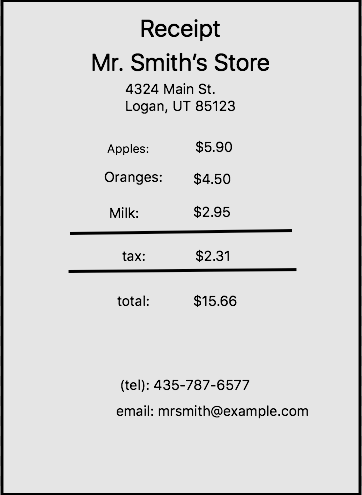 Receipt
Mr. Smith’s Store
4324 Main St.
Logan, UT 85123
Apples: $5.90
Oranges: $4.50
Milk: $2.95
tax: $2.31
total: $15.66
(tel): 435-787-6577
email: mrsmith@example.com